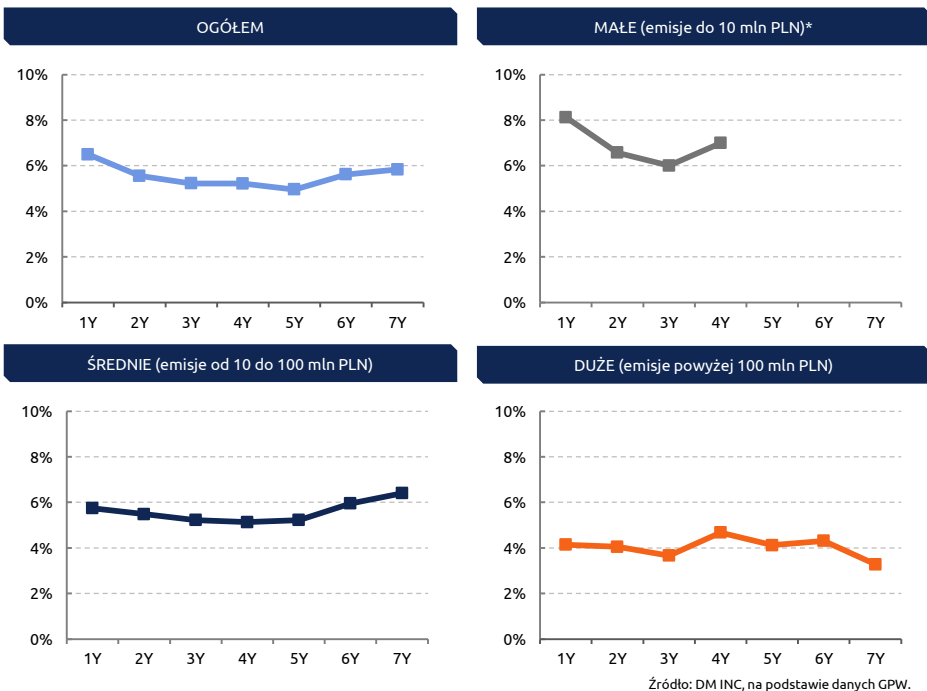 OGÓŁEM
10%
8%
6%
4%
2%
0%
1Y 2Y 3Y 4Y 5Y 6Y 7Y
MAŁE (emisje do 10 mln PLN)*
10%
8%
6%
4%
2%
0%
1Y 2Y 3Y 4Y 5Y 6Y 7Y
ŚREDNIE (emisje od 10 do 100 mln PLN)
10%
8%
6%
4%
2%
0%
1Y 2Y 3Y 4Y 5Y 6Y 7Y
DUŻE (emisje powyżej 100 mln PLN)
10%
8%
6%
4%
2%
0%
1Y 2Y 3Y 4Y 5Y 6Y 7Y
Źródło: DM INC, na podstawie danych GPW.